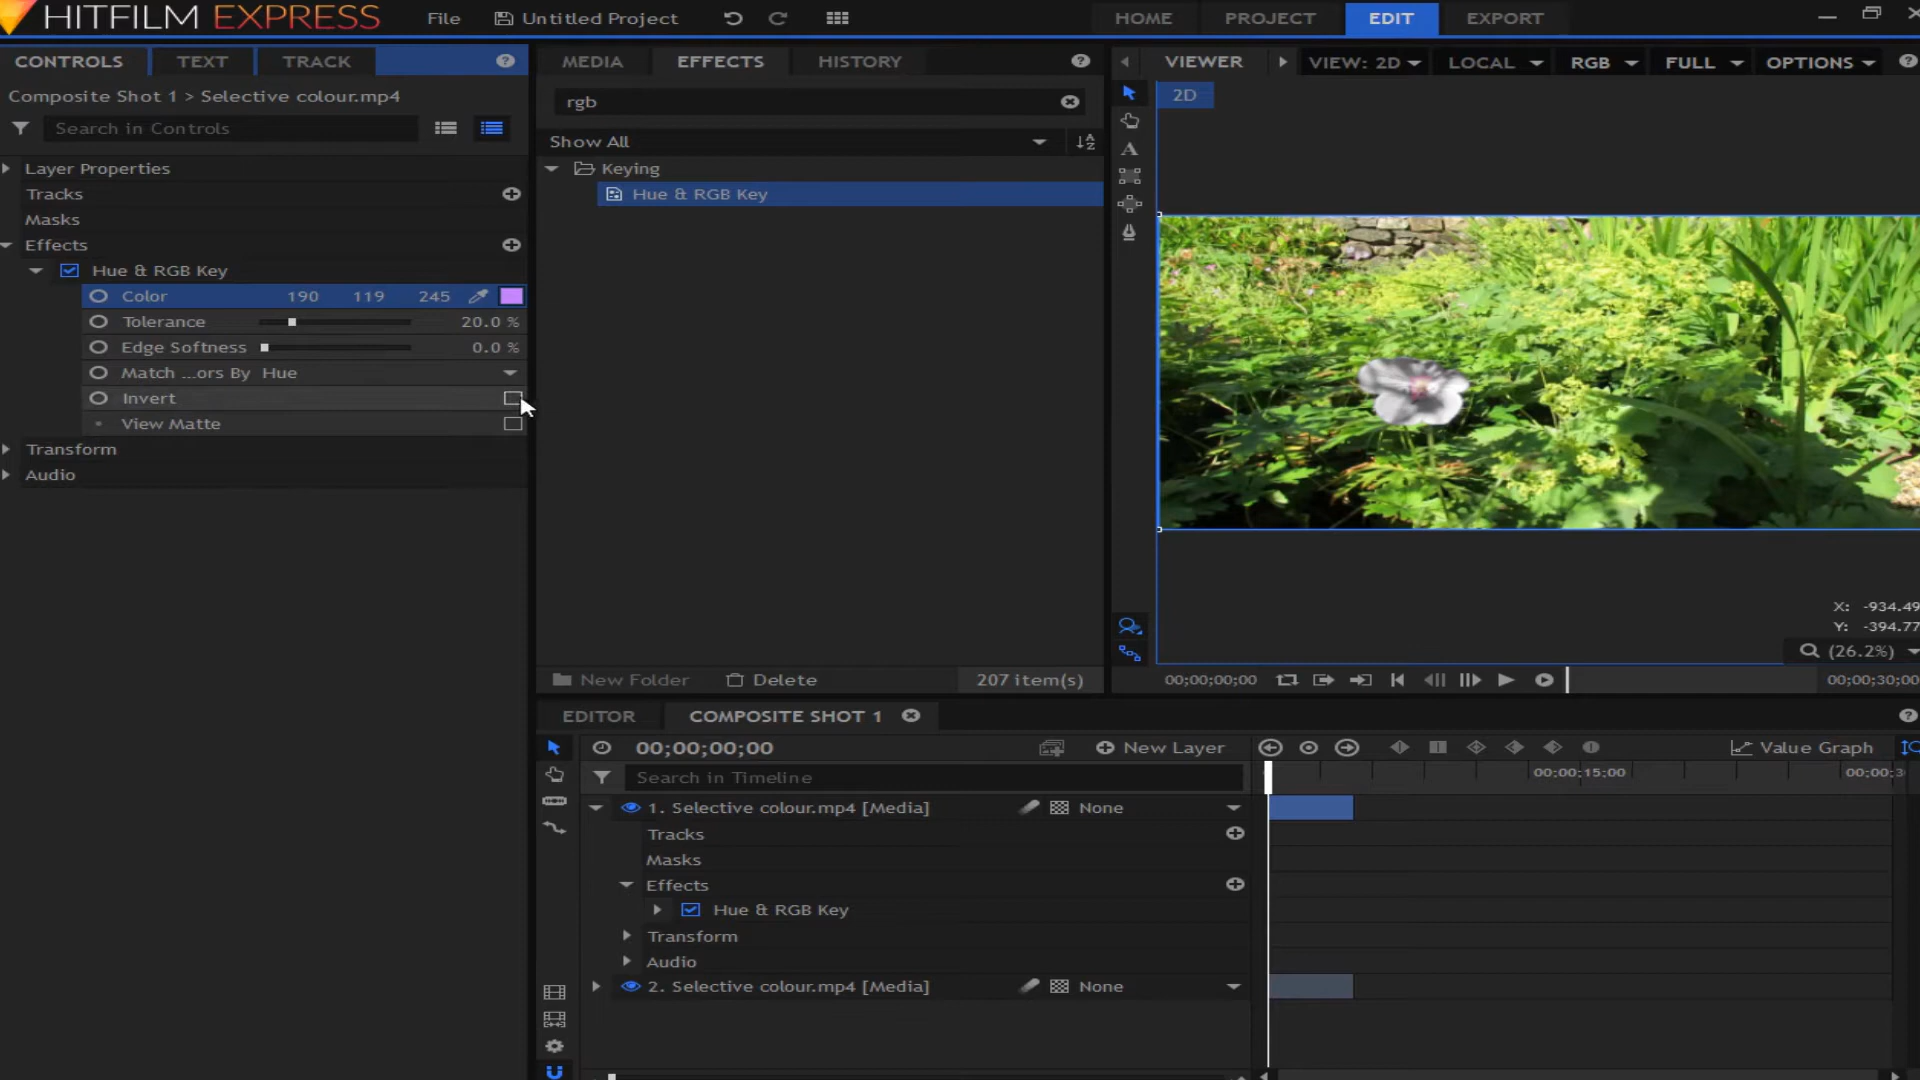 HITFILM EXPRESS File Untitled Project HOME PROJECT EDIT EXPORT
CONTROLS TEXT TRACK ?
Composite Shot 1 > Selective colour.mp4
Search in Controls
Layer Properties
Tracks
Masks
Effects
Hue & RGB Key
Color 190 119 245
Tolerance 20.0 %
Edge Softness 0.0 %
Match ...ors By Hue
Invert
View Matte
Transform
Audio
MEDIA EFFECTS HISTORY ?
rgb
Show All
Keying
Hue & RGB Key
New Folder Delete 207 item(s)
VIEWER VIEW: 2D LOCAL RGB FULL OPTIONS ?
2D
A
X: -934.49
Y: -394.77
(26.2%)
00;00;00;00 00;00;30;00
EDITOR COMPOSITE SHOT 1 ?
00;00;00;00 New Layer Value Graph
Search in Timeline 00;00;15;00 00;00;3
1. Selective colour.mp4 [Media] None
Tracks
Masks
Effects
Hue & RGB Key
Transform
Audio
2. Selective colour.mp4 [Media] None